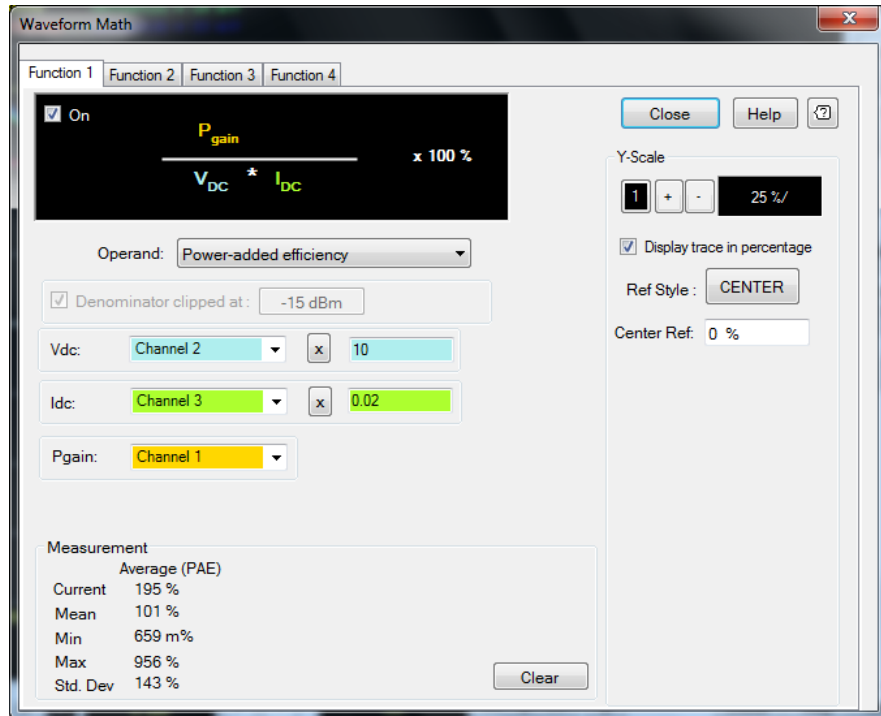 Waveform Math
Function 1 Function 2 Function 3 Function 4
On
Pgain
VDC * IDC
x 100 %
Operand: Power-added efficiency
Denominator clipped at : -15 dBm
Vdc: Channel 2 x 10
Idc: Channel 3 x 0.02
Pgain: Channel 1
Measurement
Average (PAE)
Current 195 %
Mean 101 %
Min 659 m%
Max 956 %
Std. Dev 143 %
Clear
Close Help ?
Y-Scale
1 + - 25 %/
Display trace in percentage
Ref Style : CENTER
Center Ref: 0 %